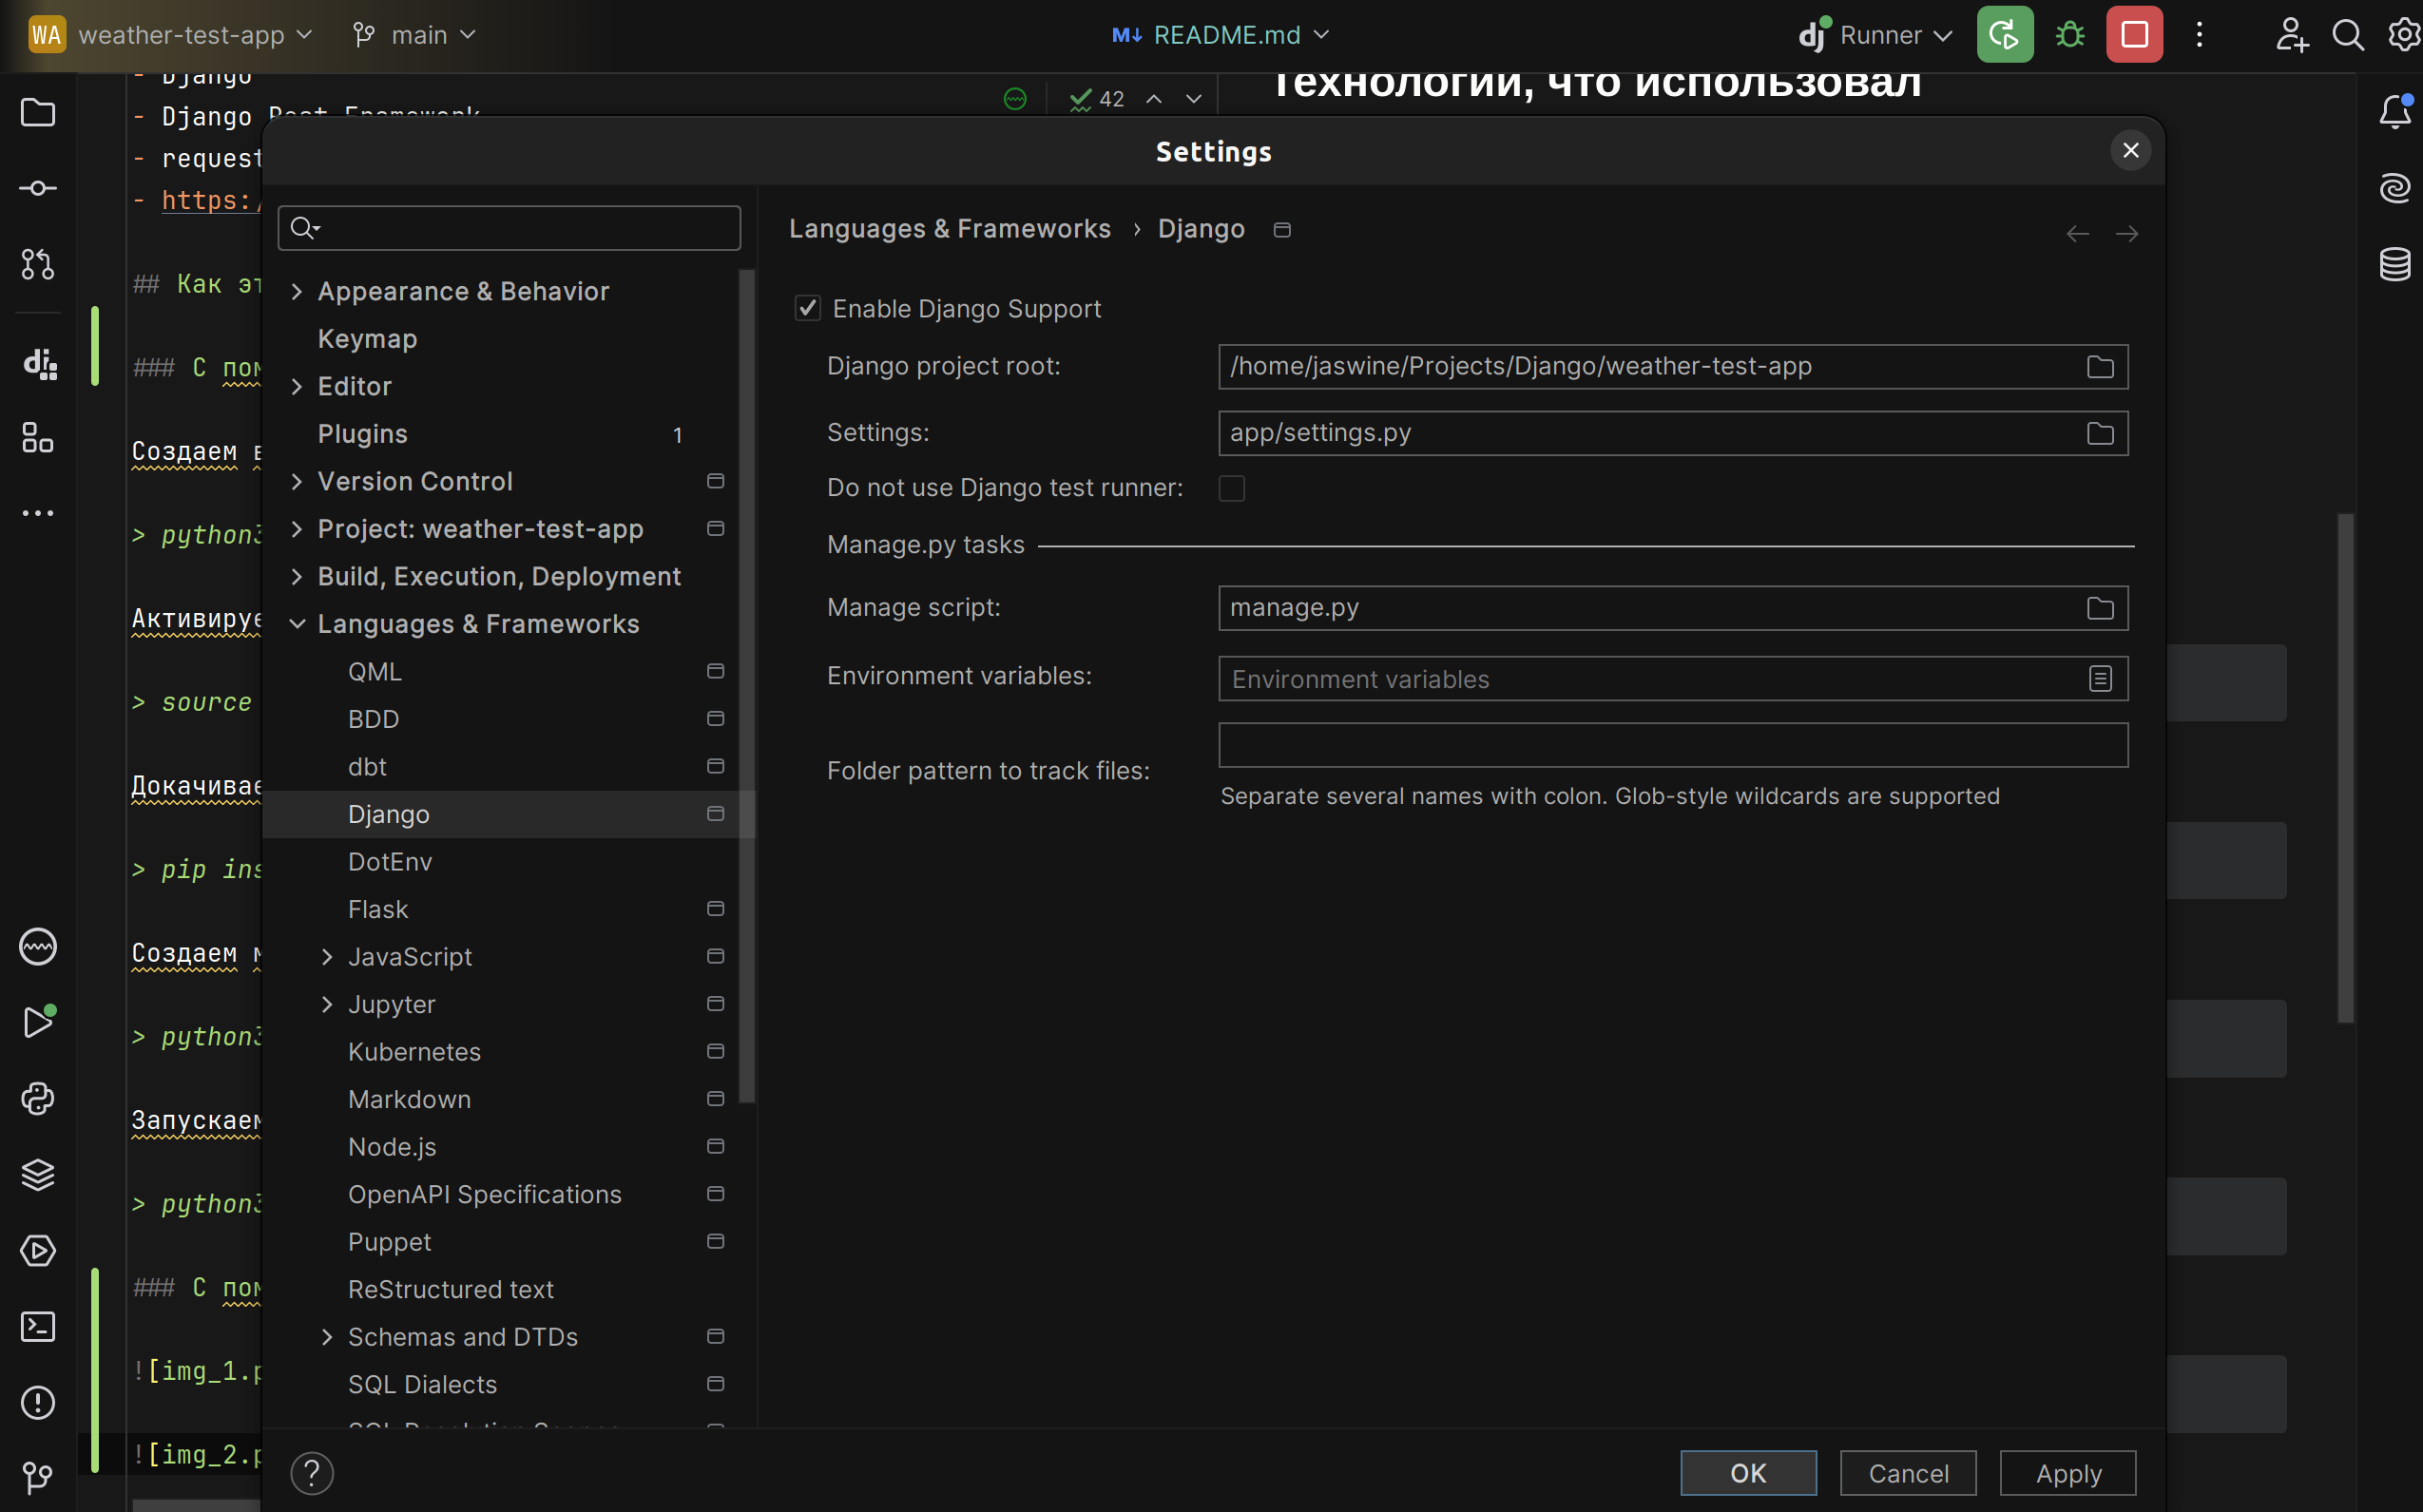 WA weather-test-app main README.md Runner
- Django
- Django Rest Framework
- request
- https:/
## Как эт
### С пом
Создаем в
> python3
Активируе
> source
Докачивае
> pip ins
Создаем м
> python3
Запускаем
> python3
### С пом
![img_1.p
![img_2.p
42
Технологии, что использовал
Settings
Appearance & Behavior
Keymap
Editor
Plugins 1
Version Control
Project: weather-test-app
Build, Execution, Deployment
Languages & Frameworks
QML
BDD
dbt
Django
DotEnv
Flask
JavaScript
Jupyter
Kubernetes
Markdown
Node.js
OpenAPI Specifications
Puppet
ReStructured text
Schemas and DTDs
SQL Dialects
Languages & Frameworks › Django
Enable Django Support
Django project root: /home/jaswine/Projects/Django/weather-test-app
Settings: app/settings.py
Do not use Django test runner:
Manage.py tasks
Manage script: manage.py
Environment variables: Environment variables
Folder pattern to track files:
Separate several names with colon. Glob-style wildcards are supported
? OK Cancel Apply